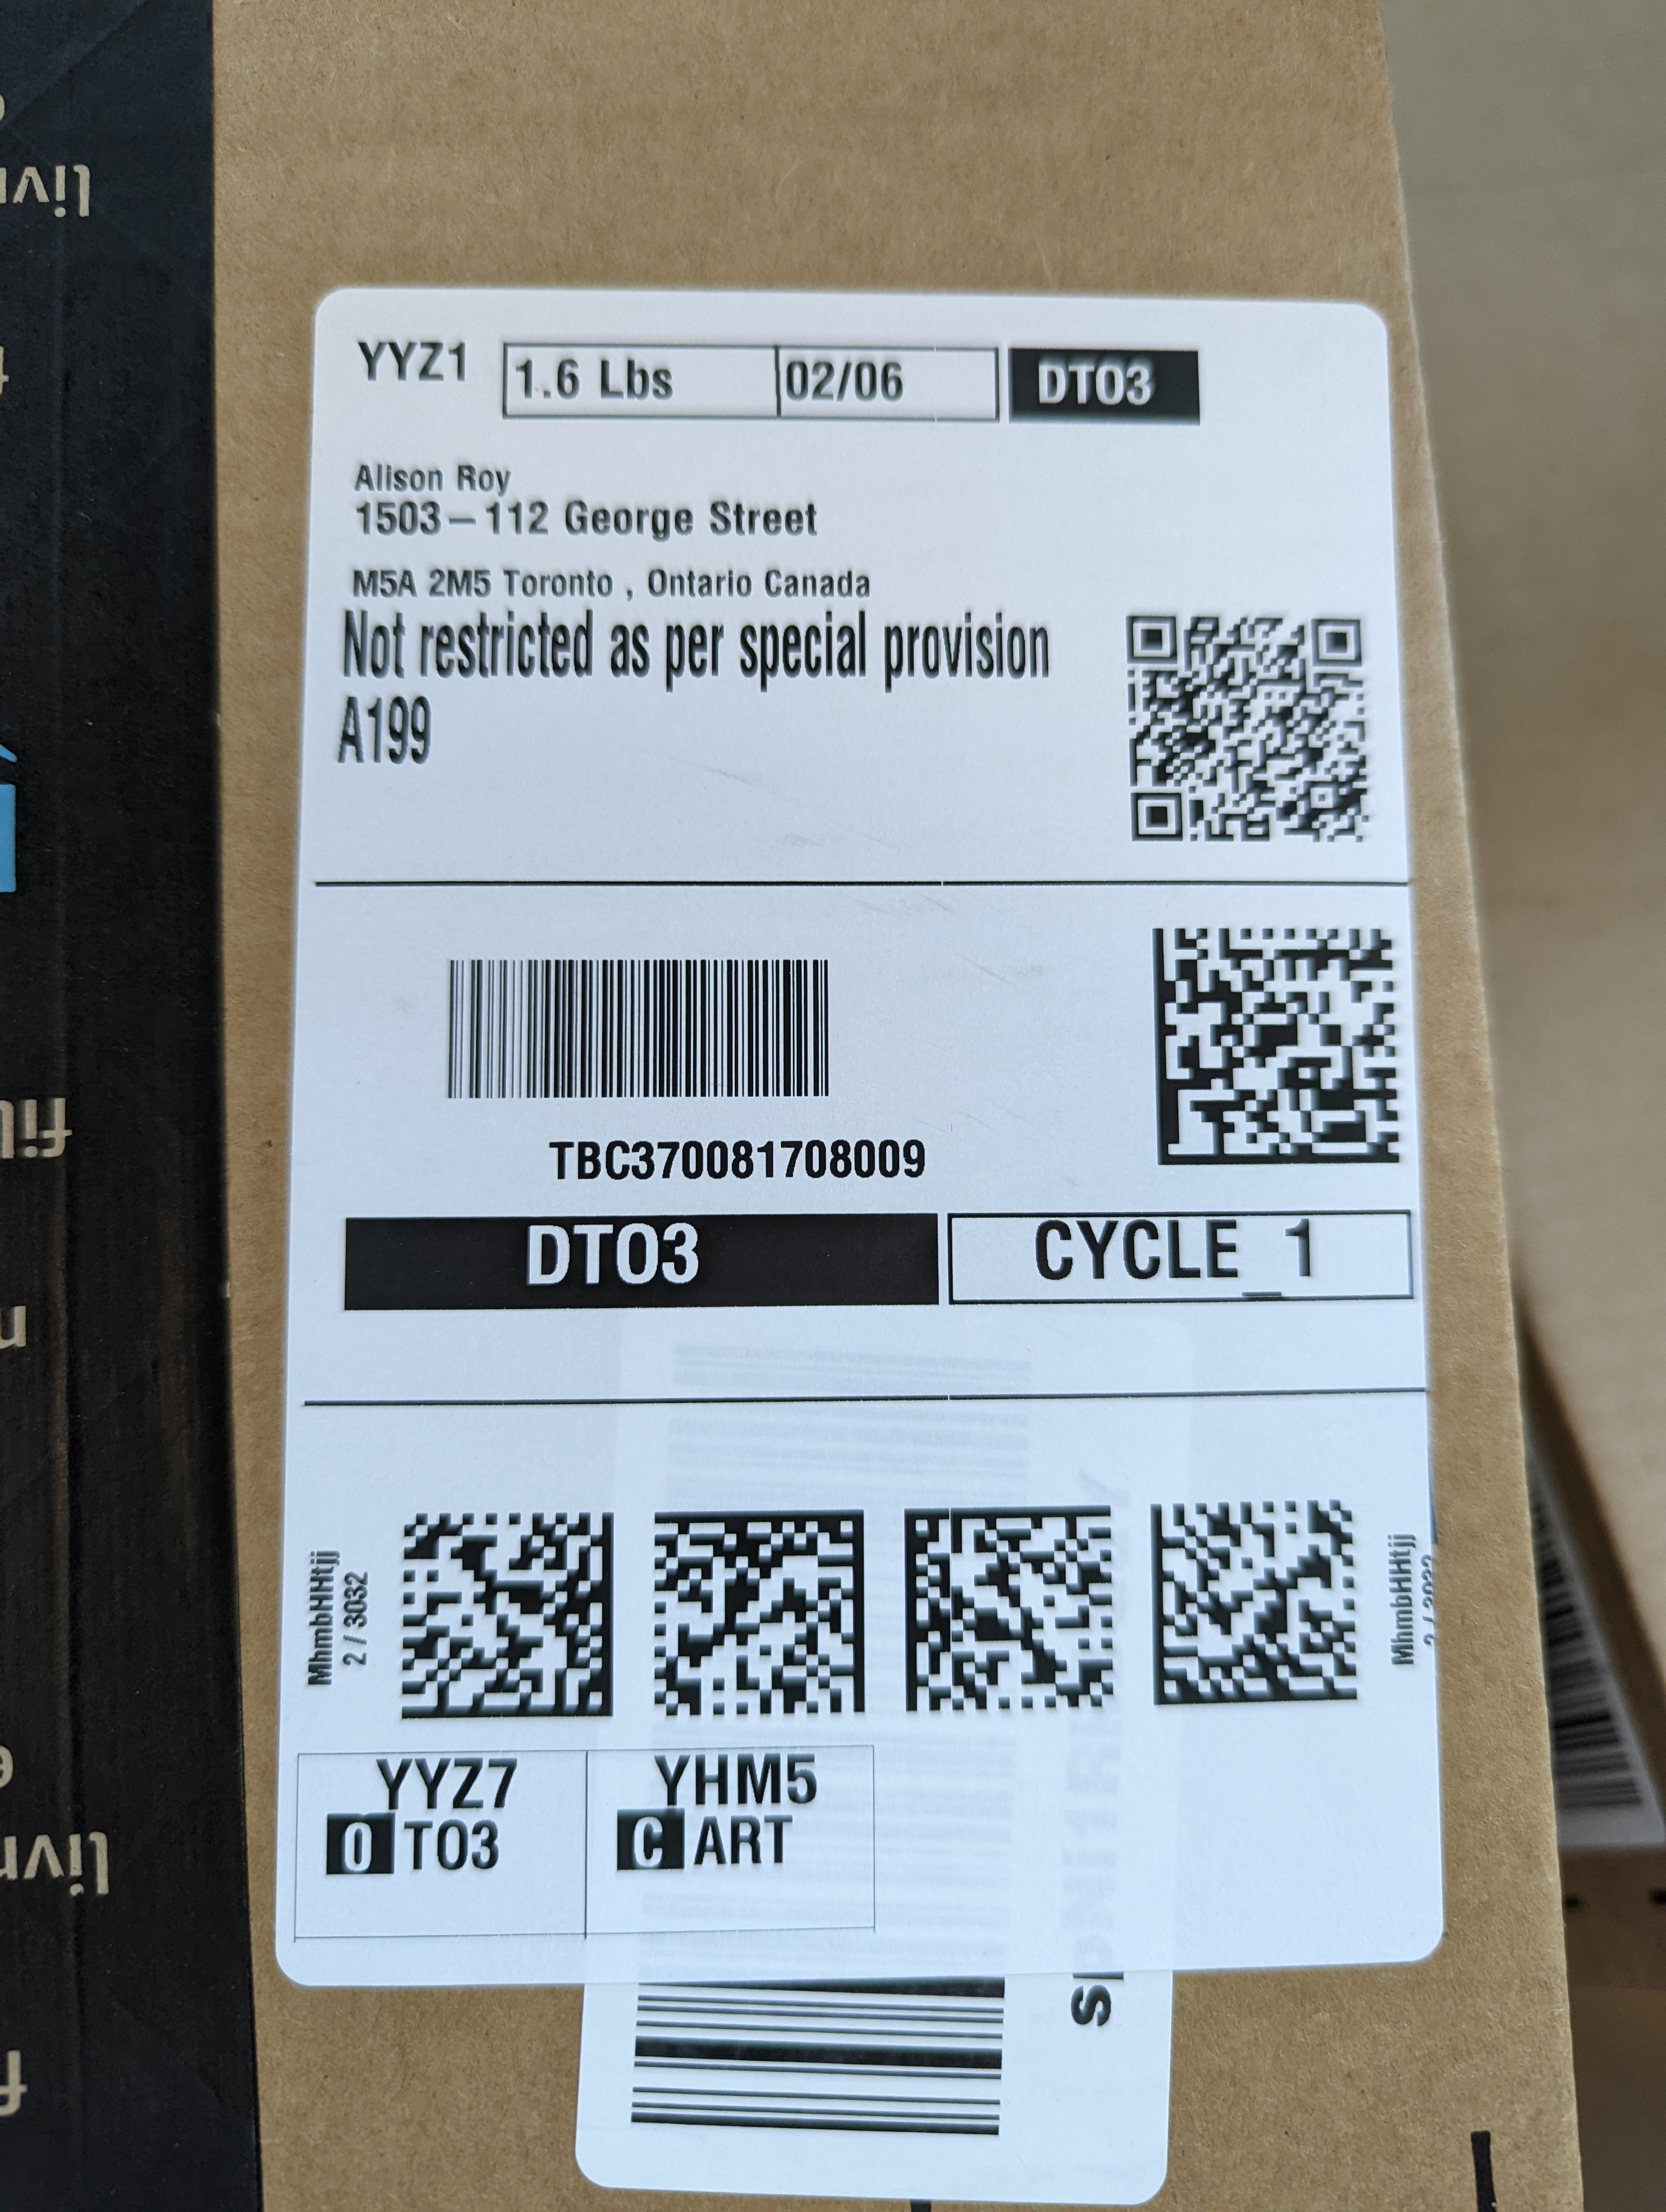 YYZ1 1.6 Lbs 02/06 DTO3
Alison Roy
1503-112 George Street
M5A 2M5 Toronto , Ontario Canada
Not restricted as per special provision
A199
TBC370081708009
DTO3 CYCLE_1
MhmbHHtjj
2 / 3032
MhmbHHtjj
YYZ7 YHM5
0 TO3 C ART